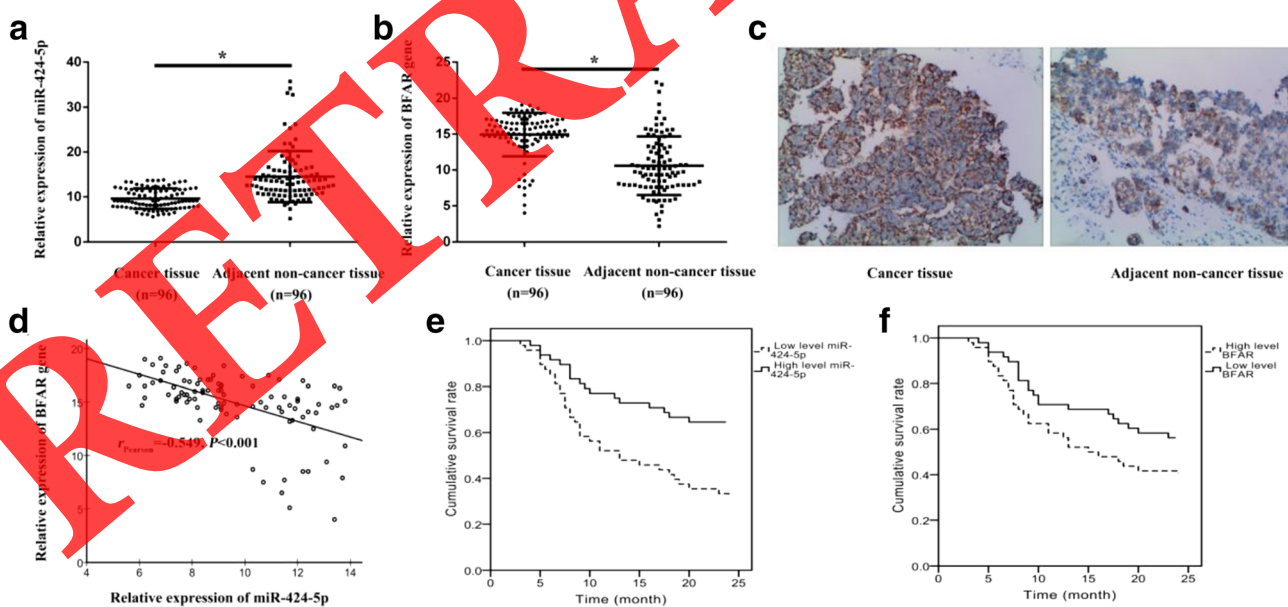 a
Relative expression of miR-424-5p
40
30
20
10
0
*
Cancer tissue
(n=96)
Adjacent non-cancer tissue
(n=96)
b
Relative expression of BFAR gene
25
20
15
10
5
0
*
Cancer tissue
(n=96)
Adjacent non-cancer tissue
(n=96)
c
Cancer tissue
Adjacent non-cancer tissue
d
Relative expression of BFAR gene
20
15
10
5
0
r Pearson =-0.549, P<0.001
4 6 8 10 12 14
Relative expression of miR-424-5p
e
Cumulative survival rate
1.0
0.8
0.6
0.4
0.2
0.0
0 5 10 15 20 25
Time (month)
Low level miR-
424-5p
High level miR-
424-5p
f
Cumulative survival rate
1.0
0.8
0.6
0.4
0.2
0.0
0 5 10 15 20 25
Time (month)
High level
BFAR
Low level
BFAR
RETRA